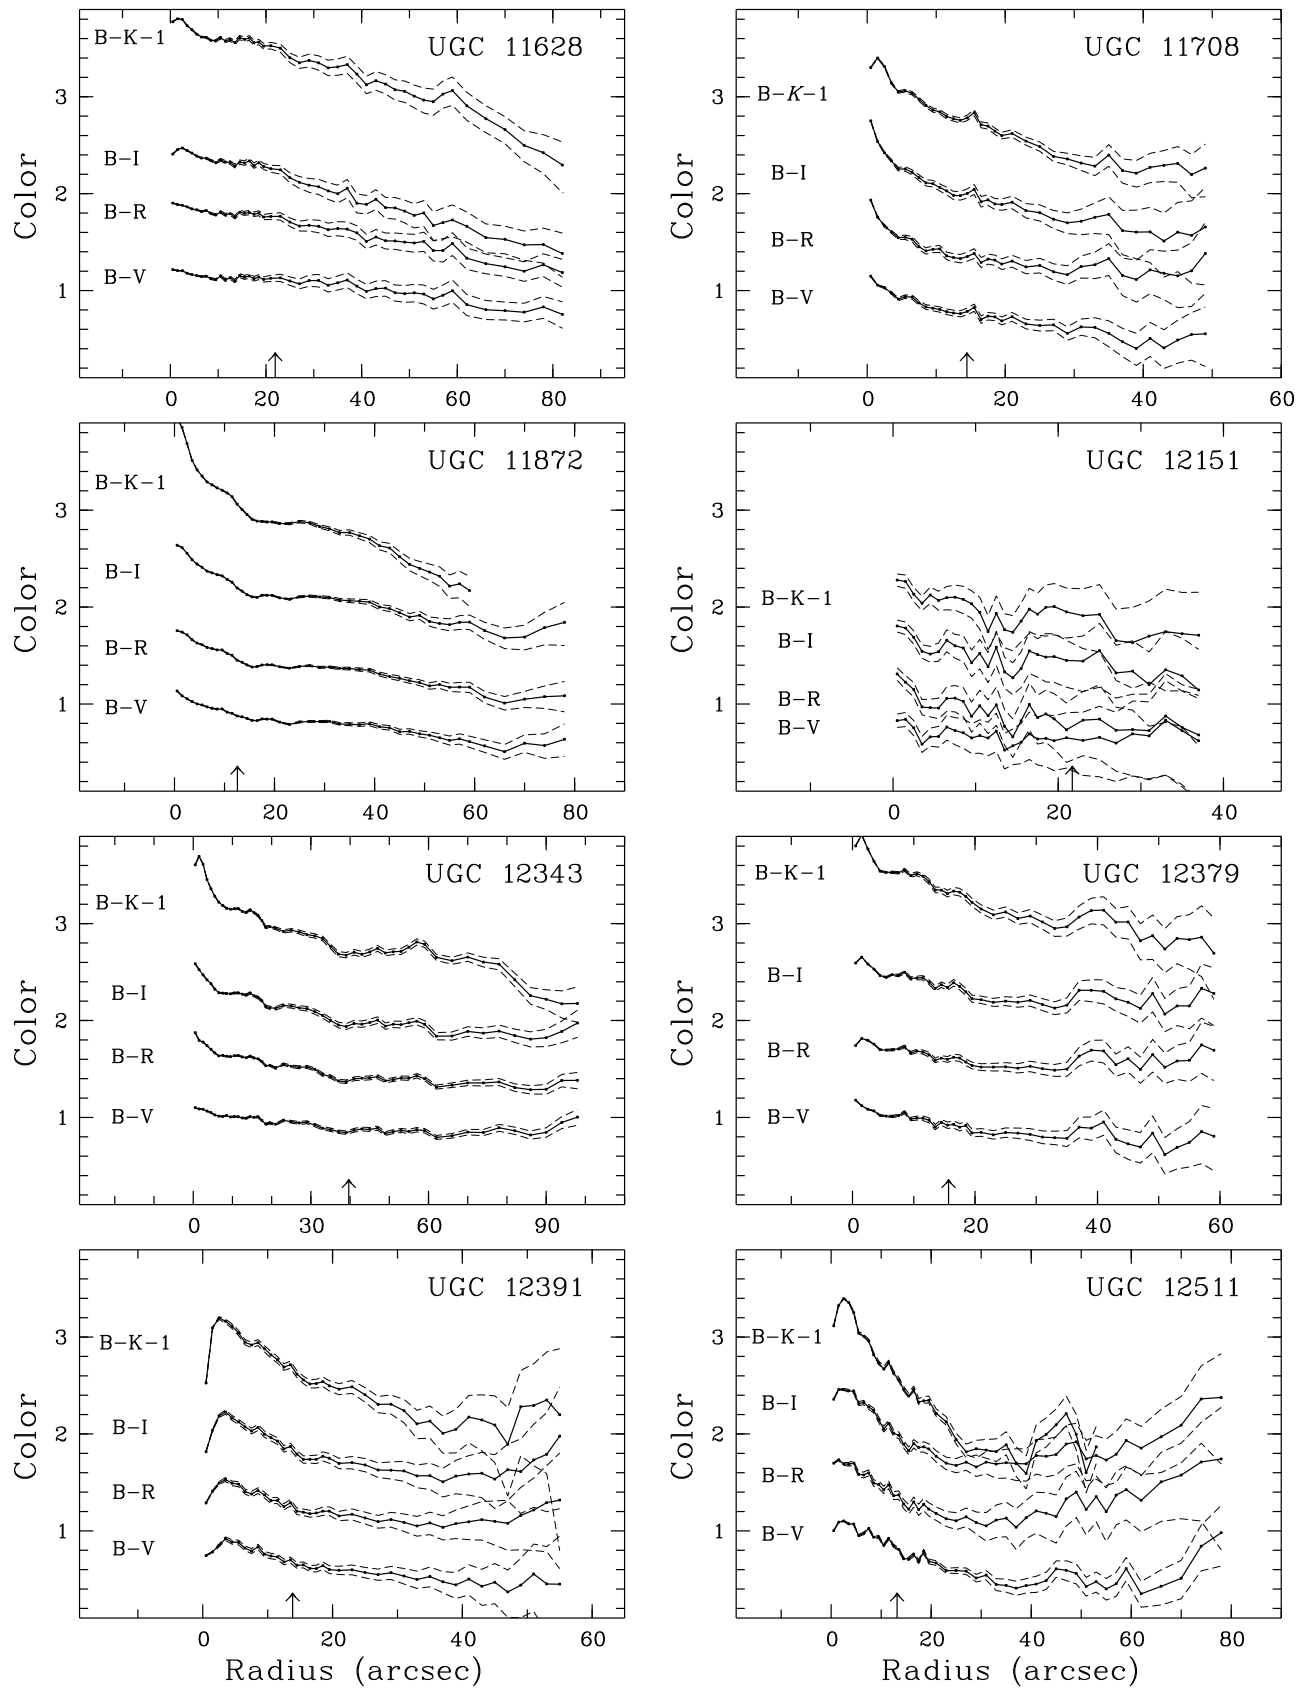 UGC 11628
B-K-1
B-I
B-R
B-V
3
2
1
Color
0 20 40 60 80
UGC 11708
B-K-1
B-I
B-R
B-V
3
2
1
Color
0 20 40 60
UGC 11872
B-K-1
B-I
B-R
B-V
3
2
1
Color
0 20 40 60 80
UGC 12151
B-K-1
B-I
B-R
B-V
3
2
1
Color
0 20 40
UGC 12343
B-K-1
B-I
B-R
B-V
3
2
1
Color
0 30 60 90
UGC 12379
B-K-1
B-I
B-R
B-V
3
2
1
Color
0 20 40 60
UGC 12391
B-K-1
B-I
B-R
B-V
3
2
1
Color
0 20 40 60
Radius (arcsec)
UGC 12511
B-K-1
B-I
B-R
B-V
3
2
1
Color
0 20 40 60 80
Radius (arcsec)